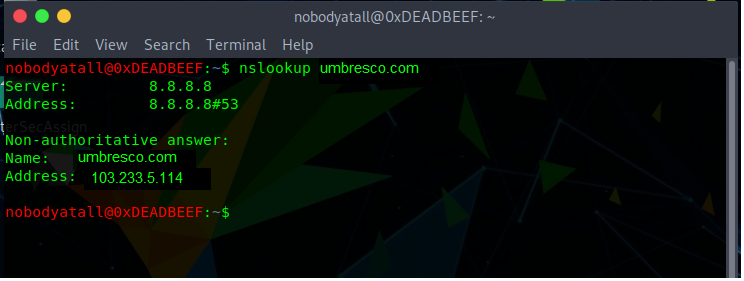 nobodyatall@0xDEADBEEF: ~
File Edit View Search Terminal Help
nobodyatall@0xDEADBEEF:~$ nslookup umbresco.com
Server: 8.8.8.8
Address: 8.8.8.8#53
erSecAssign
Non-authoritative answer:
Name: umbresco.com
Address: 103.233.5.114
nobodyatall@0xDEADBEEF:~$